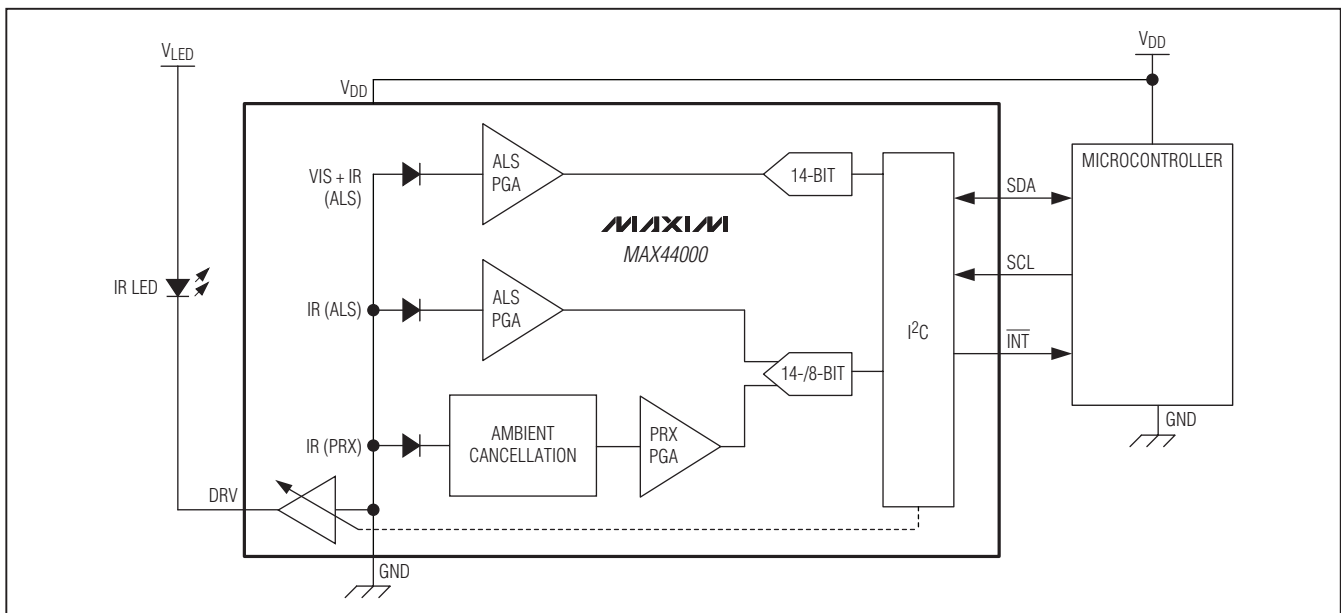 VLED
VDD
VDD
VIS + IR
(ALS)
ALS
PGA
14-BIT
MICROCONTROLLER
SDA
MAXIM
MAX44000
SCL
IR LED
IR (ALS)
ALS
PGA
I²C
INT
14-/8-BIT
IR (PRX)
AMBIENT
CANCELLATION
PRX
PGA
GND
DRV
GND